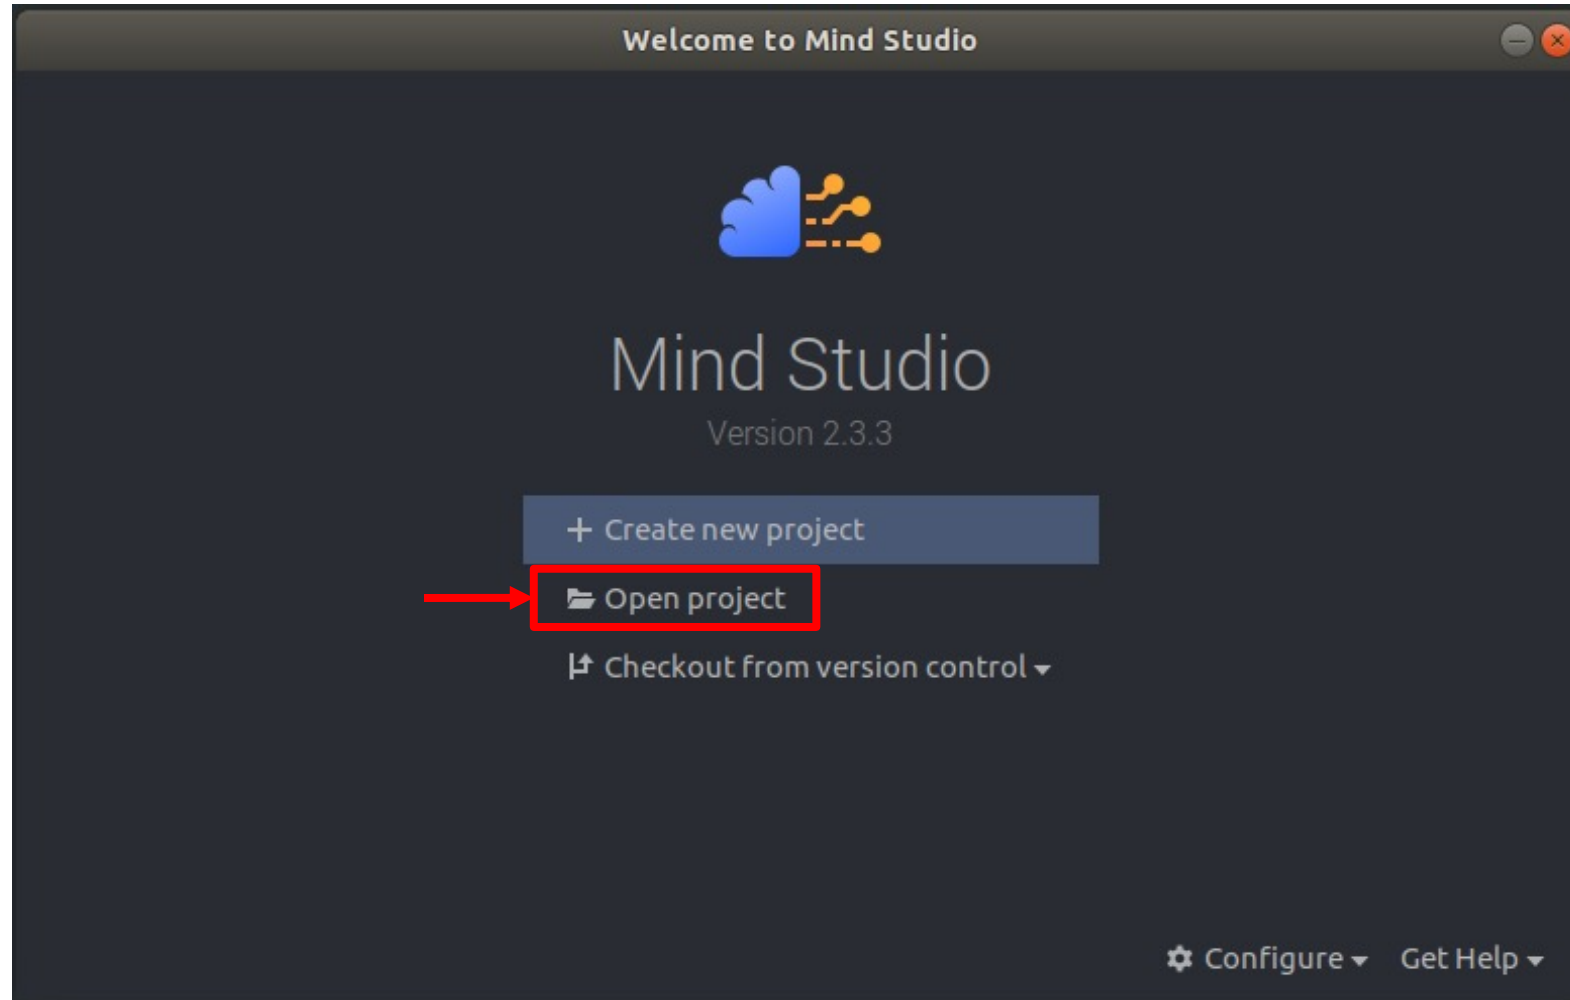 Welcome to Mind Studio
Mind Studio
Version 2.3.3
Create new project
Open project
Checkout from version control
Configure Get Help